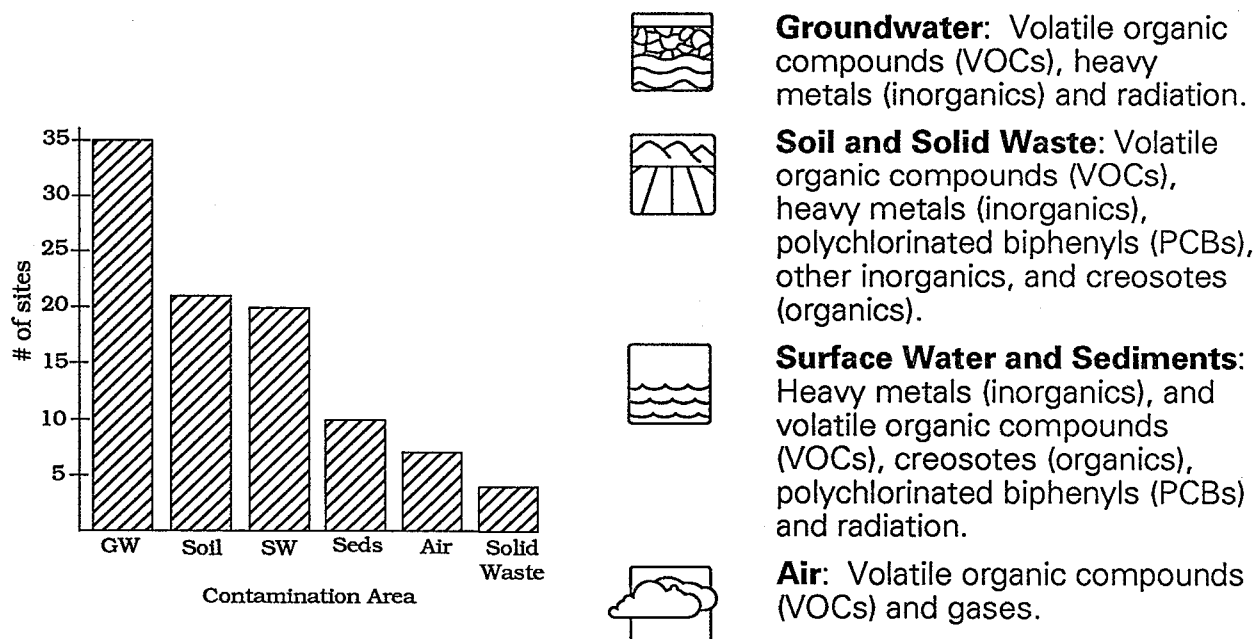 35
30
25
20
15
10
5
# of sites
GW Soil SW Seds Air Solid
Waste
Contamination Area
Groundwater: Volatile organic
compounds (VOCs), heavy
metals (inorganics) and radiation.
Soil and Solid Waste: Volatile
organic compounds (VOCs),
heavy metals (inorganics),
polychlorinated biphenyls (PCBs),
other inorganics, and creosotes
(organics).
Surface Water and Sediments:
Heavy metals (inorganics), and
volatile organic compounds
(VOCs), creosotes (organics),
polychlorinated biphenyls (PCBs)
and radiation.
Air: Volatile organic compounds
(VOCs) and gases.